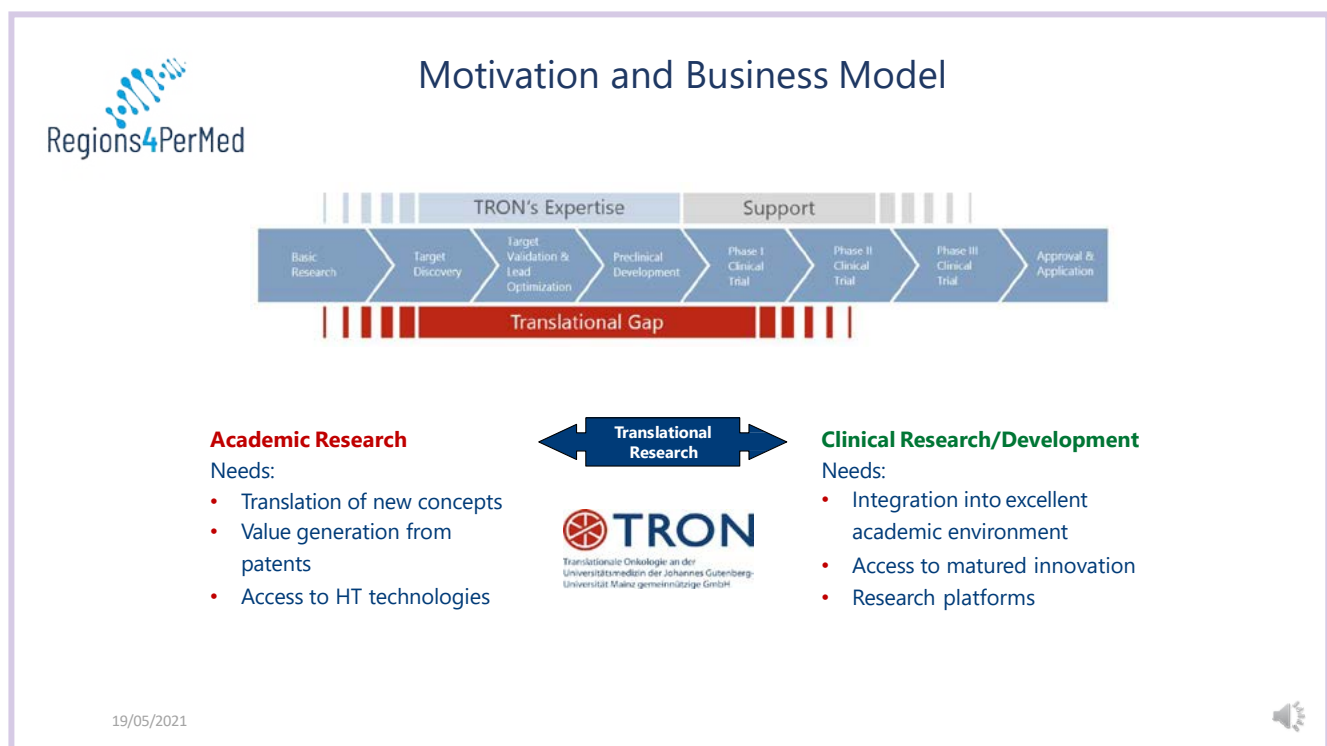 Motivation and Business Model
Regions4PerMed
TRON's Expertise
Support
Basic
Research
Target
Discovery
Target
Validation &
Lead
Optimization
Preclinical
Development
Phase I
Clinical
Trial
Phase II
Clinical
Trial
Phase III
Clinical
Trial
Approval &
Application
Translational Gap
Academic Research
Needs:
• Translation of new concepts
• Value generation from
patents
• Access to HT technologies
Translational
Research
TRON
Translationale Onkologie an der
Universitätsmedizin der Johannes Gutenberg-
Universität Mainz gemeinnützige GmbH
Clinical Research/Development
Needs:
• Integration into excellent
academic environment
• Access to matured innovation
• Research platforms
19/05/2021